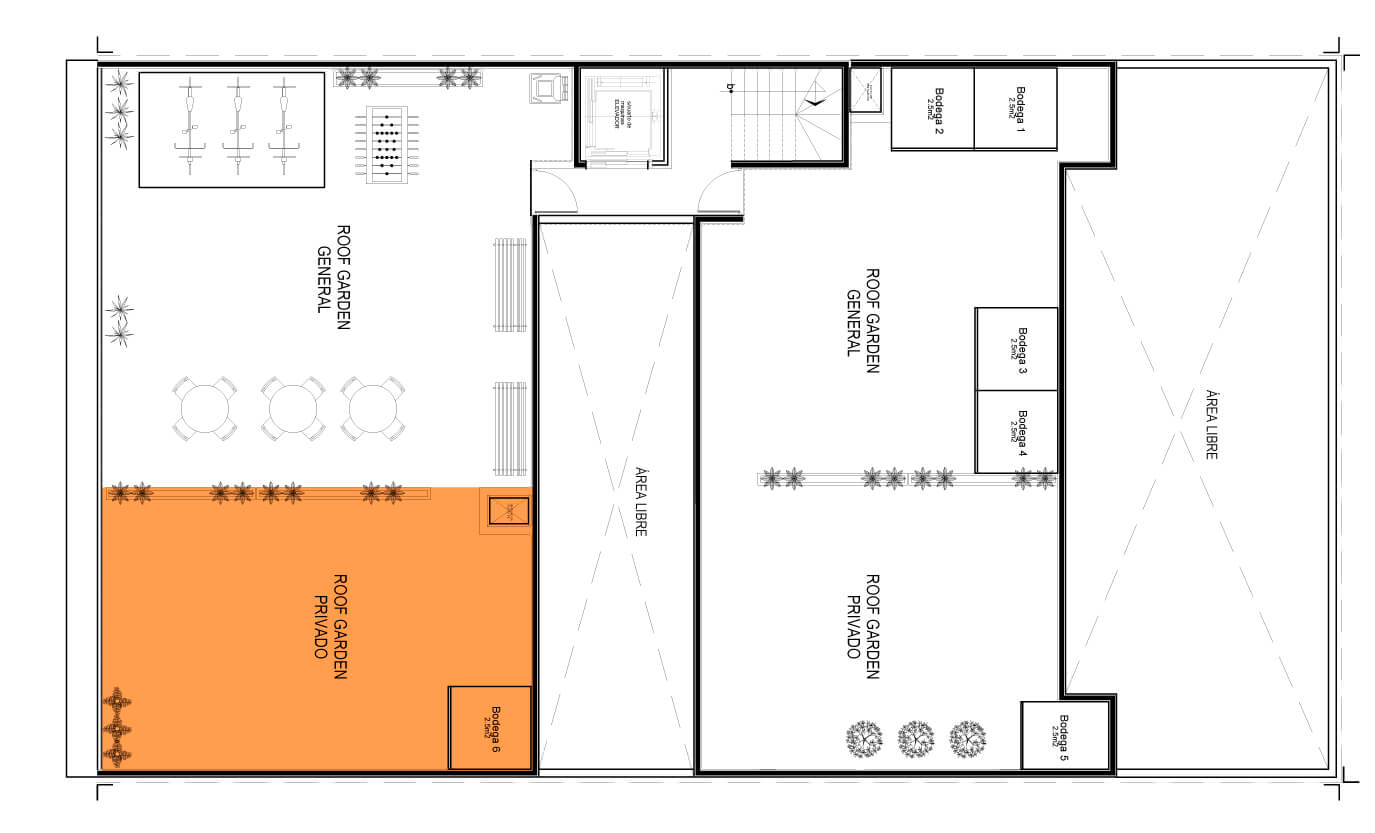 Bodega 1
2.5m2
Bodega 2
2.5m2
b
ELEVADOR
ROOF GARDEN
GENERAL
ROOF GARDEN
GENERAL
Bodega 3
2.5m2
Bodega 4
2.5m2
ÁREA LIBRE
ÁREA LIBRE
ROOF GARDEN
PRIVADO
ROOF GARDEN
PRIVADO
Bodega 6
2.5m2
Bodega 5
2.5m2